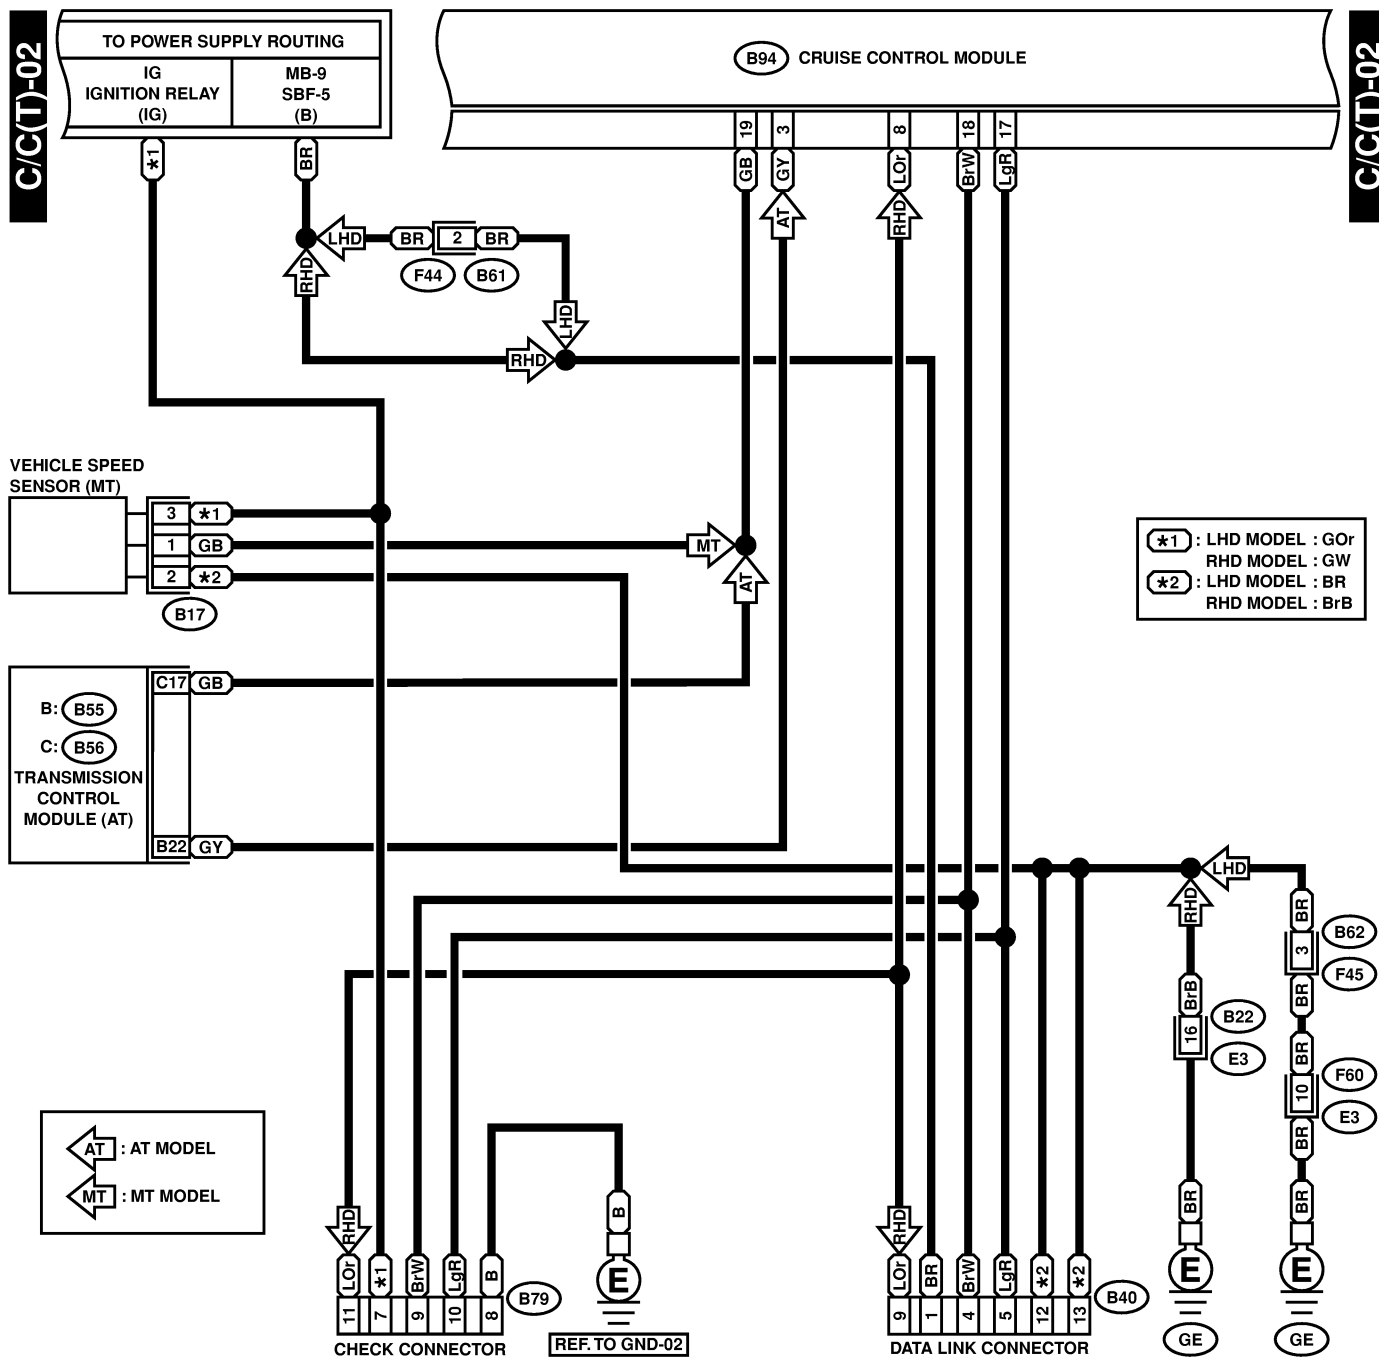 C/C(T)-02
TO POWER SUPPLY ROUTING
IG
IGNITION RELAY
(IG)
MB-9
SBF-5
(B)
B94 CRUISE CONTROL MODULE
C/C(T)-02
19 3 8 18 17
*1 BR GB GY LOr BrW LgR
AT RHD
LHD BR 2 BR
RHD F44 B61
LHD
RHD
VEHICLE SPEED
SENSOR (MT)
3 *1
1 GB MT
2 *2 AT
B17
*1 : LHD MODEL : GOr
RHD MODEL : GW
*2 : LHD MODEL : BR
RHD MODEL : BrB
C17 GB
B: B55
C: B56
TRANSMISSION
CONTROL
MODULE (AT)
B22 GY
LHD
RHD BR
3 B62
F45
BrB BR
16 B22
E3
BR
10 F60
E3
BR
AT : AT MODEL
MT : MT MODEL
B BR BR
RHD RHD
LOr *1 BrW LgR B
11 7 9 10 8 B79
CHECK CONNECTOR
E
REF. TO GND-02
LOr BR BrW LgR *2 *2
9 1 4 5 12 13 B40
DATA LINK CONNECTOR
E E
GE GE